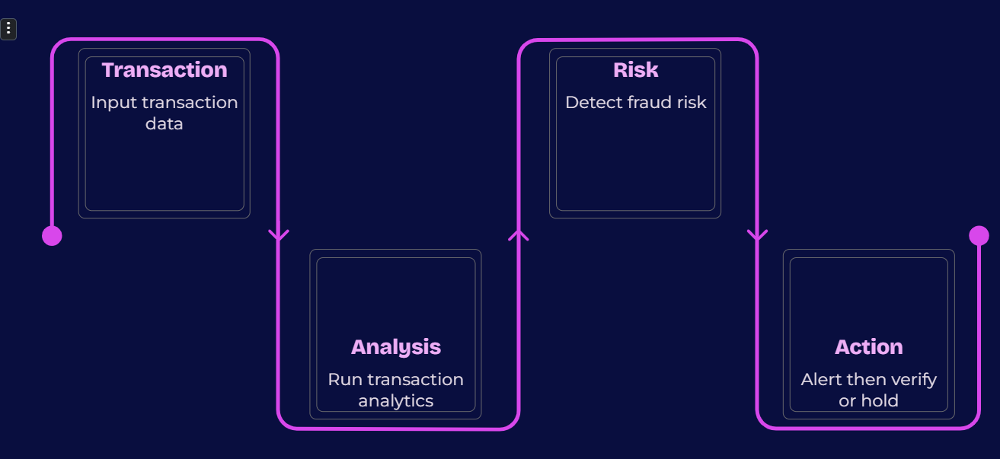 Transaction
Input transaction
data
Analysis
Run transaction
analytics
Risk
Detect fraud risk
Action
Alert then verify
or hold